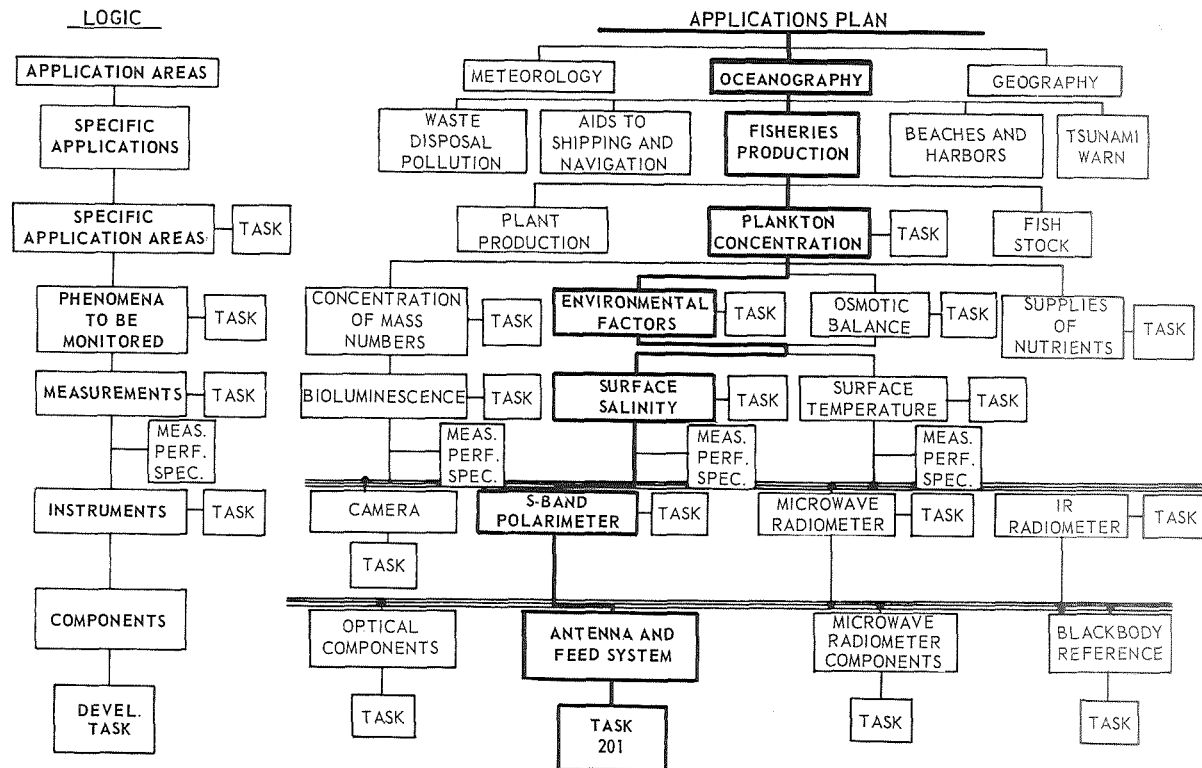 LOGIC
APPLICATIONS PLAN
APPLICATION AREAS
METEOROLOGY
OCEANOGRAPHY
GEOGRAPHY
SPECIFIC
APPLICATIONS
WASTE
DISPOSAL
POLLUTION
AIDS TO
SHIPPING AND
NAVIGATION
FISHERIES
PRODUCTION
BEACHES AND
HARBORS
TSUNAMI
WARN
SPECIFIC
APPLICATION AREAS
TASK
PLANT
PRODUCTION
PLANKTON
CONCENTRATION
TASK
FISH
STOCK
PHENOMENA
TO BE
MONITORED
TASK
CONCENTRATION
OF MASS
NUMBERS
TASK
ENVIRONMENTAL
FACTORS
TASK
OSMOTIC
BALANCE
TASK
SUPPLIES
OF
NUTRIENTS
TASK
MEASUREMENTS
TASK
BIOLUMINESCENCE
TASK
SURFACE
SALINITY
TASK
SURFACE
TEMPERATURE
TASK
MEAS.
PERF.
SPEC.
MEAS.
PERF.
SPEC.
MEAS.
PERF.
SPEC.
MEAS.
PERF.
SPEC.
INSTRUMENTS
TASK
CAMERA
TASK
S-BAND
POLARIMETER
TASK
MICROWAVE
RADIOMETER
TASK
IR
RADIOMETER
TASK
COMPONENTS
OPTICAL
COMPONENTS
ANTENNA AND
FEED SYSTEM
MICROWAVE
RADIOMETER
COMPONENTS
BLACKBODY
REFERENCE
DEVEL.
TASK
TASK
TASK
201
TASK
TASK